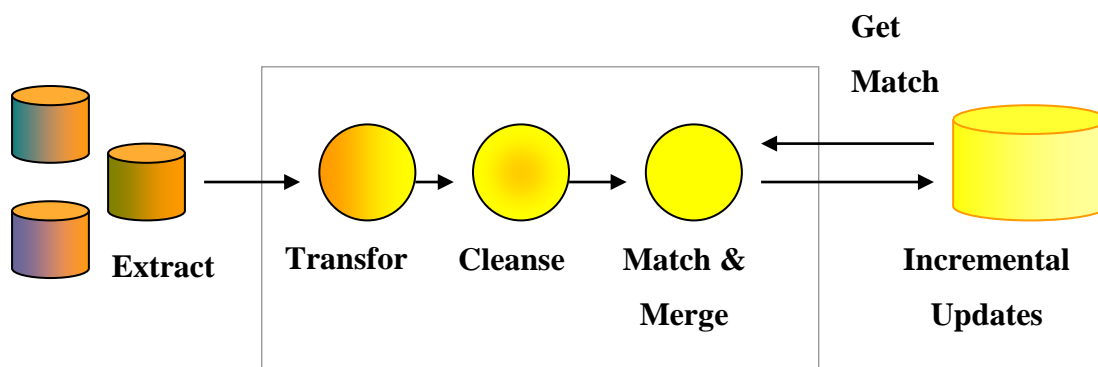 Get
Match
Extract
Transfor
Cleanse
Match &
Merge
Incremental
Updates